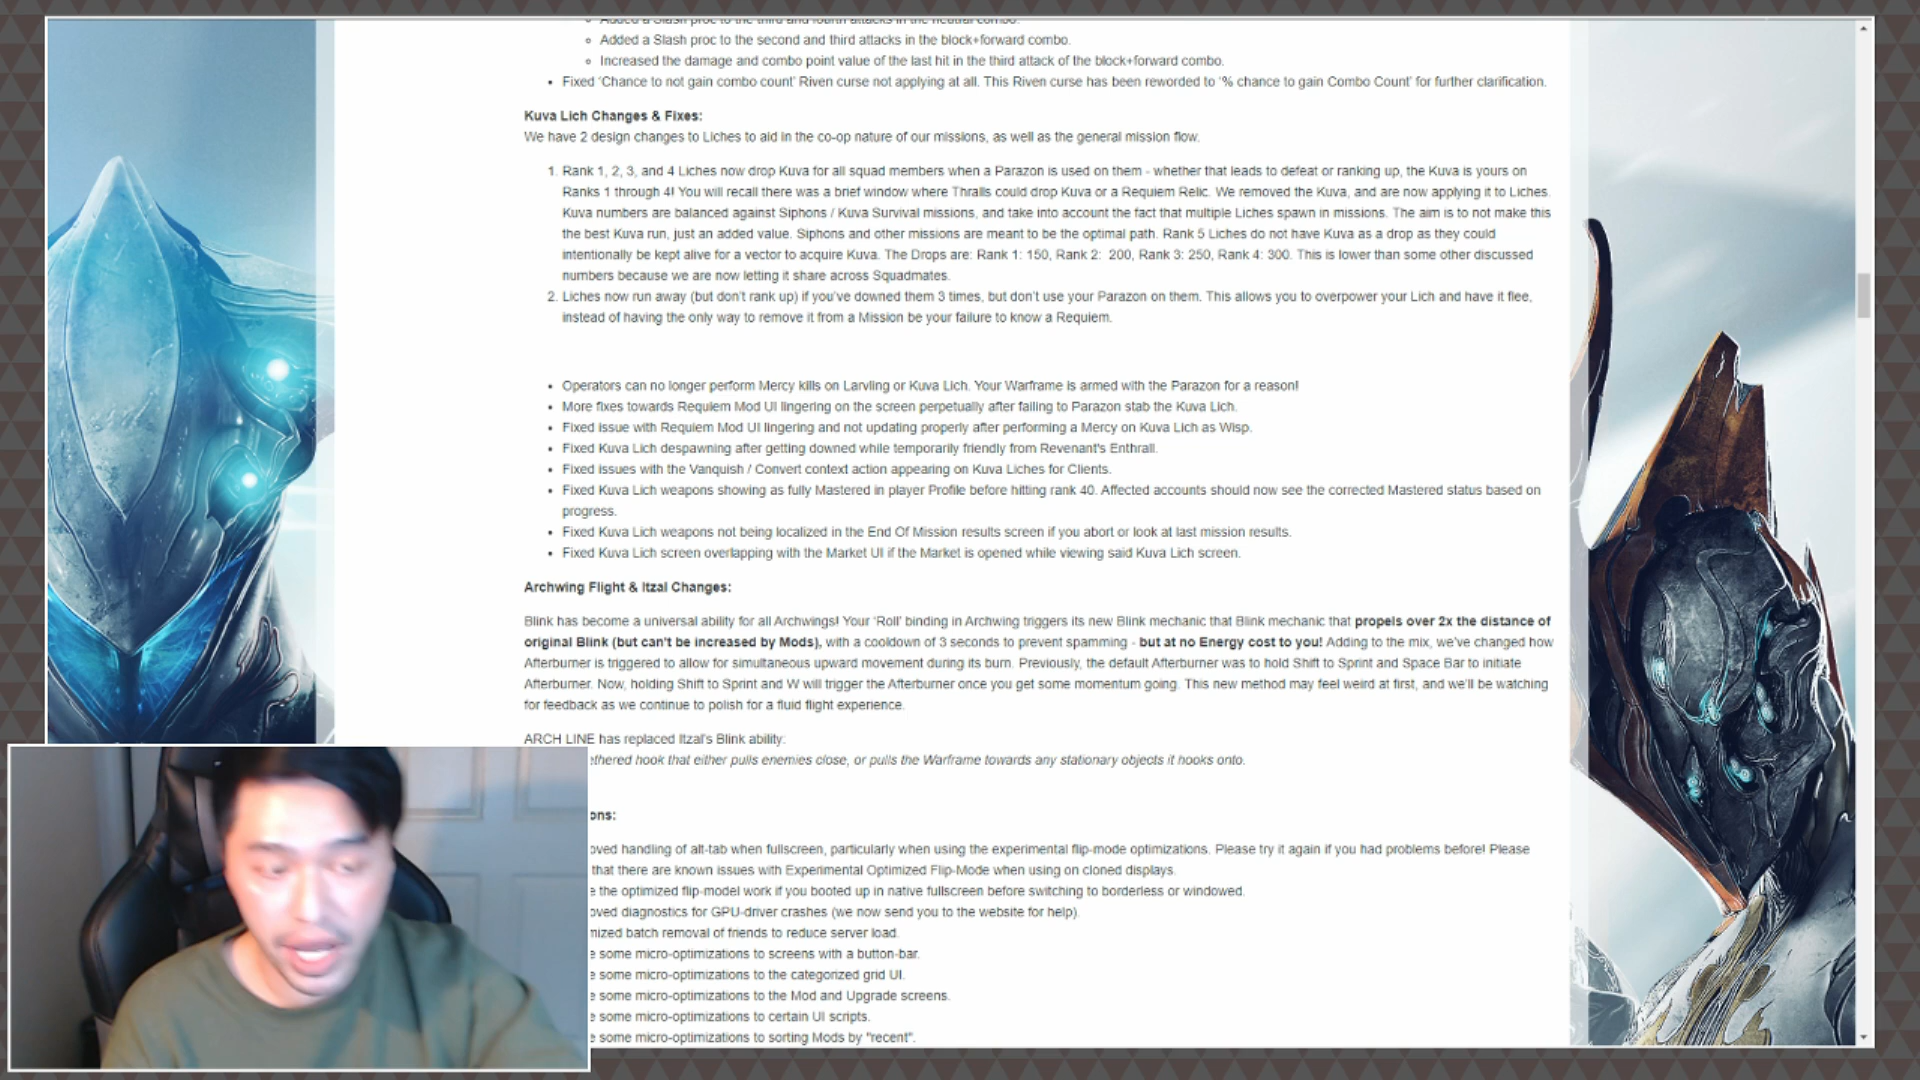 Added a Slash proc to the third and fourth attacks in the neutral combo.
Added a Slash proc to the second and third attacks in the block+forward combo.
Increased the damage and combo point value of the last hit in the third attack of the block+forward combo.
Fixed 'Chance to not gain combo count' Riven curse not applying at all. This Riven curse has been reworded to '% chance to gain Combo Count' for further clarification.
Kuva Lich Changes & Fixes:
We have 2 design changes to Liches to aid in the co-op nature of our missions, as well as the general mission flow.
1. Rank 1, 2, 3, and 4 Liches now drop Kuva for all squad members when a Parazon is used on them - whether that leads to defeat or ranking up, the Kuva is yours on
Ranks 1 through 4! You will recall there was a brief window where Thralls could drop Kuva or a Requiem Relic. We removed the Kuva, and are now applying it to Liches.
Kuva numbers are balanced against Siphons / Kuva Survival missions, and take into account the fact that multiple Liches spawn in missions. The aim is to not make this
the best Kuva run, just an added value. Siphons and other missions are meant to be the optimal path. Rank 5 Liches do not have Kuva as a drop as they could
intentionally be kept alive for a vector to acquire Kuva. The Drops are: Rank 1: 150, Rank 2:  200, Rank 3: 250, Rank 4: 300. This is lower than some other discussed
numbers because we are now letting it share across Squadmates.
2. Liches now run away (but don't rank up) if you've downed them 3 times, but don't use your Parazon on them. This allows you to overpower your Lich and have it flee,
instead of having the only way to remove it from a Mission be your failure to know a Requiem.
Operators can no longer perform Mercy kills on Larvling or Kuva Lich. Your Warframe is armed with the Parazon for a reason!
More fixes towards Requiem Mod UI lingering on the screen perpetually after failing to Parazon stab the Kuva Lich.
Fixed issue with Requiem Mod UI lingering and not updating properly after performing a Mercy on Kuva Lich as Wisp.
Fixed Kuva Lich despawning after getting downed while temporarily friendly from Revenant's Enthrall.
Fixed issues with the Vanquish / Convert context action appearing on Kuva Liches for Clients.
Fixed Kuva Lich weapons showing as fully Mastered in player Profile before hitting rank 40. Affected accounts should now see the corrected Mastered status based on
progress.
Fixed Kuva Lich weapons not being localized in the End Of Mission results screen if you abort or look at last mission results.
Fixed Kuva Lich screen overlapping with the Market UI if the Market is opened while viewing said Kuva Lich screen.
Archwing Flight & Itzal Changes:
Blink has become a universal ability for all Archwings! Your 'Roll' binding in Archwing triggers its new Blink mechanic that Blink mechanic that propels over 2x the distance of
original Blink (but can't be increased by Mods), with a cooldown of 3 seconds to prevent spamming - but at no Energy cost to you! Adding to the mix, we've changed how
Afterburner is triggered to allow for simultaneous upward movement during its burn. Previously, the default Afterburner was to hold Shift to Sprint and Space Bar to initiate
Afterburner. Now, holding Shift to Sprint and W will trigger the Afterburner once you get some momentum going. This new method may feel weird at first, and we'll be watching
for feedback as we continue to polish for a fluid flight experience.
ARCH LINE has replaced Itzal's Blink ability:
thered hook that either pulls enemies close, or pulls the Warframe towards any stationary objects it hooks onto.
ons:
oved handling of alt-tab when fullscreen, particularly when using the experimental flip-mode optimizations. Please try it again if you had problems before! Please
that there are known issues with Experimental Optimized Flip-Mode when using on cloned displays.
e the optimized flip-model work if you booted up in native fullscreen before switching to borderless or windowed.
oved diagnostics for GPU-driver crashes (we now send you to the website for help).
mized batch removal of friends to reduce server load.
e some micro-optimizations to screens with a button-bar.
e some micro-optimizations to the categorized grid UI.
e some micro-optimizations to the Mod and Upgrade screens.
e some micro-optimizations to certain UI scripts.
e some micro-optimizations to sorting Mods by "recent".